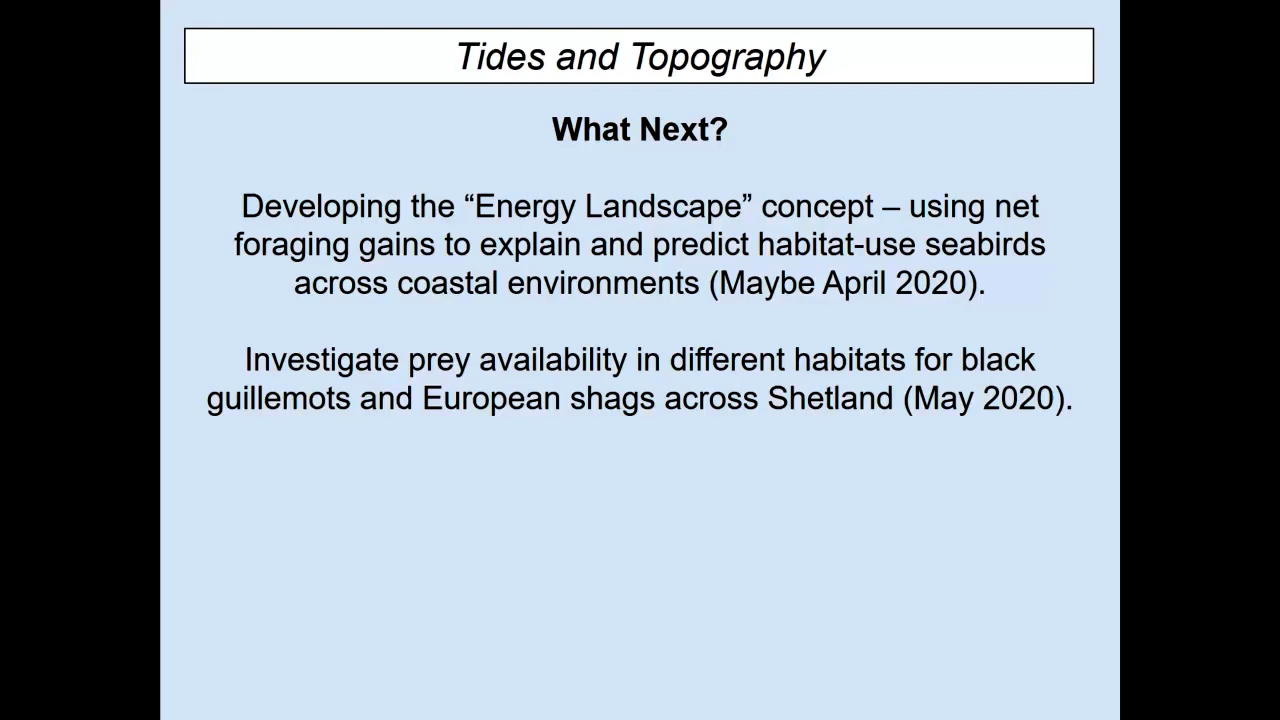 Tides and Topography
What Next?
Developing the “Energy Landscape” concept – using net
foraging gains to explain and predict habitat-use seabirds
across coastal environments (Maybe April 2020).
Investigate prey availability in different habitats for black
guillemots and European shags across Shetland (May 2020).